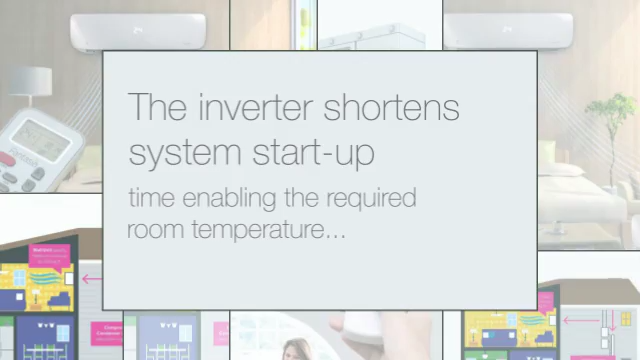 The inverter shortens
system start-up
time enabling the required
room temperature...